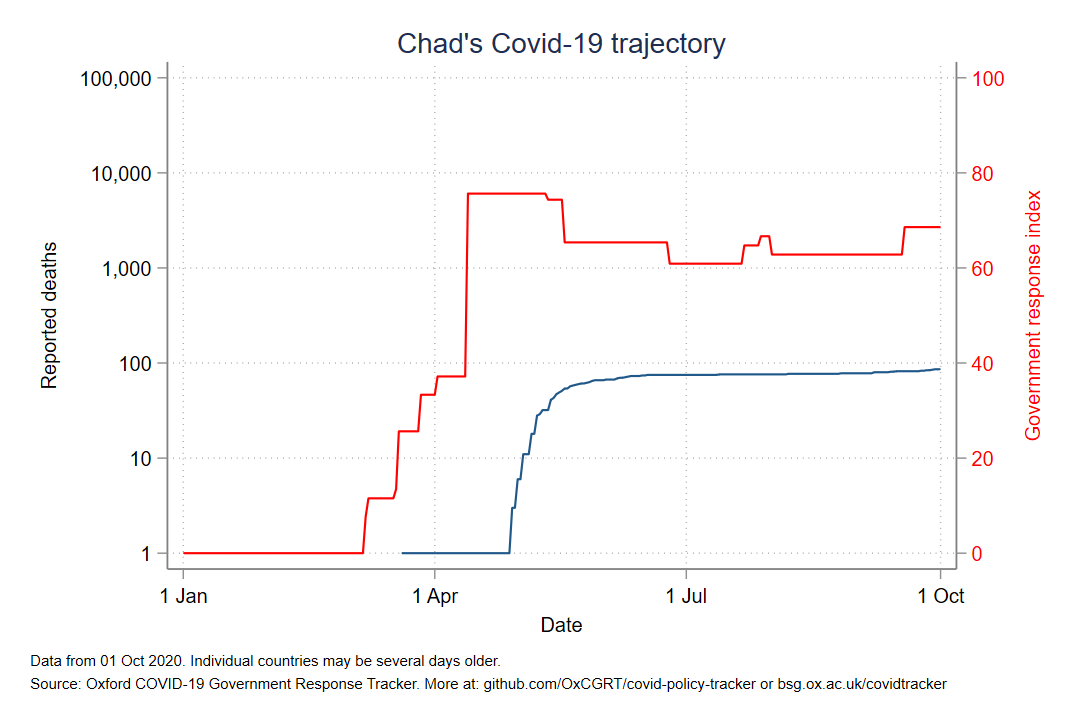 Chad's Covid-19 trajectory
100,000
10,000
1,000
100
10
1
Reported deaths
100
80
60
40
20
0
Government response index
1 Jan
1 Apr
1 Jul
1 Oct
Date
Data from 01 Oct 2020. Individual countries may be several days older.
Source: Oxford COVID-19 Government Response Tracker. More at: github.com/OxCGRT/covid-policy-tracker or bsg.ox.ac.uk/covidtracker